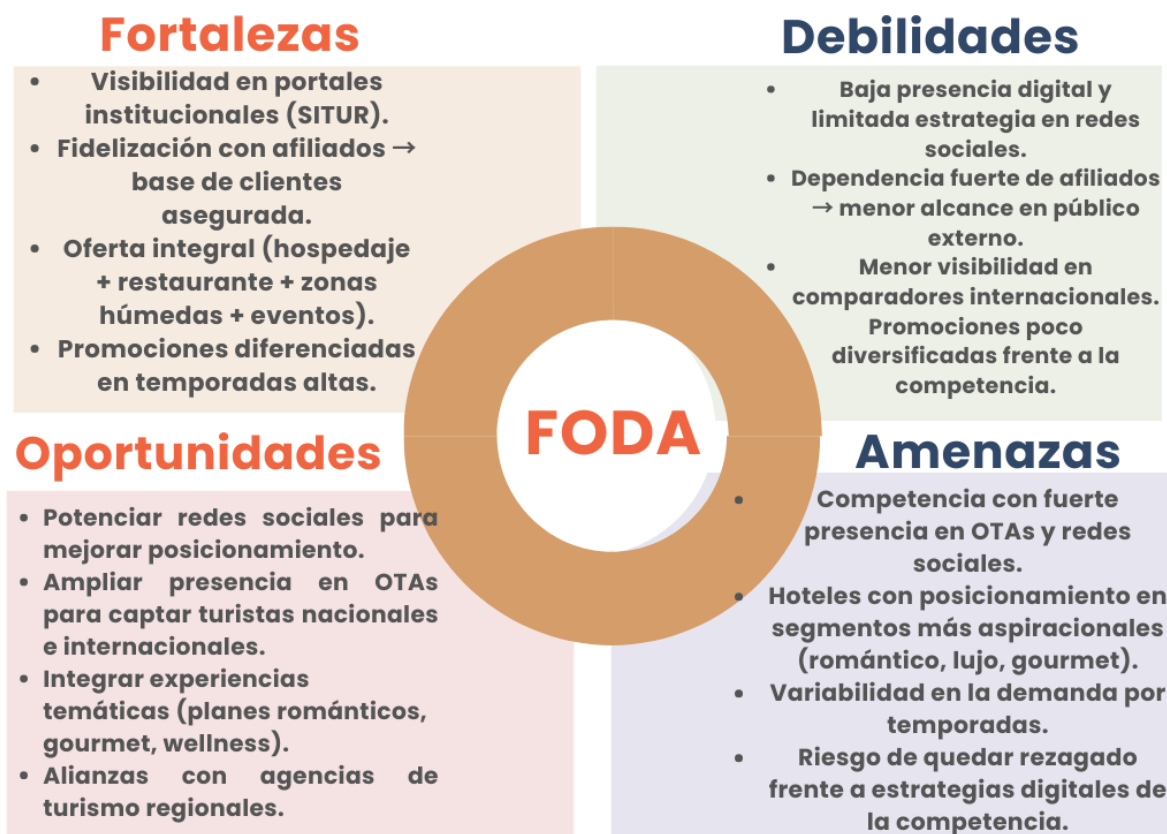 Fortalezas
• Visibilidad en portales
institucionales (SITUR).
• Fidelización con afiliados →
base de clientes
asegurada.
• Oferta integral (hospedaje
+ restaurante + zonas
húmedas + eventos).
• Promociones diferenciadas
en temporadas altas.
Debilidades
• Baja presencia digital y
limitada estrategia en redes
sociales.
• Dependencia fuerte de afiliados
→ menor alcance en público
externo.
• Menor visibilidad en
comparadores internacionales.
Promociones poco
diversificadas frente a la
competencia.
FODA
Oportunidades
• Potenciar redes sociales para
mejorar posicionamiento.
• Ampliar presencia en OTAs
para captar turistas nacionales
e internacionales.
• Integrar experiencias
temáticas (planes románticos,
gourmet, wellness).
• Alianzas con agencias de
turismo regionales.
Amenazas
• Competencia con fuerte
presencia en OTAs y redes
sociales.
• Hoteles con posicionamiento en
segmentos más aspiracionales
(romántico, lujo, gourmet).
• Variabilidad en la demanda por
temporadas.
• Riesgo de quedar rezagado
frente a estrategias digitales de
la competencia.